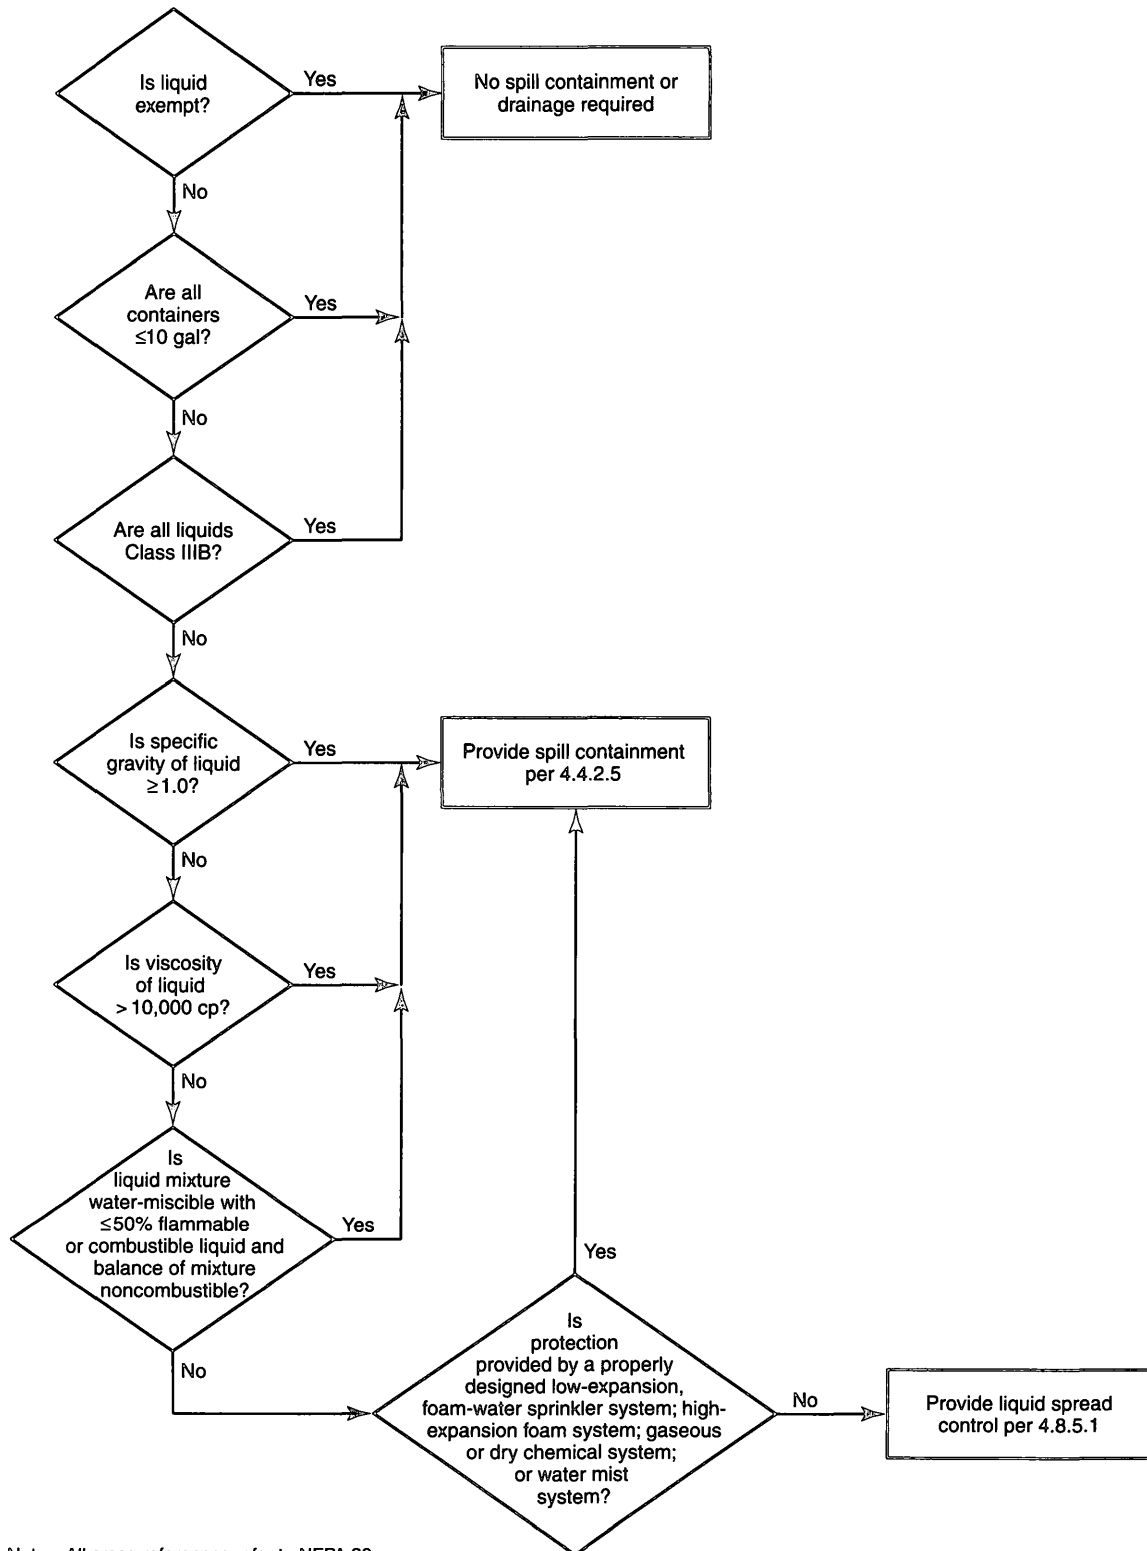 Is liquid
exempt?
Yes
No spill containment or
drainage required
No
Are all
containers
≤10 gal?
Yes
No
Are all liquids
Class IIIB?
Yes
No
Is specific
gravity of liquid
≥1.0?
Yes
Provide spill containment
per 4.4.2.5
No
Is viscosity
of liquid
> 10,000 cp?
Yes
No
Is
liquid mixture
water-miscible with
≤50% flammable
or combustible liquid and
balance of mixture
noncombustible?
Yes
No
Yes
Is
protection
provided by a properly
designed low-expansion,
foam-water sprinkler system; high-
expansion foam system; gaseous
or dry chemical system;
or water mist
system?
No
Provide liquid spread
control per 4.8.5.1